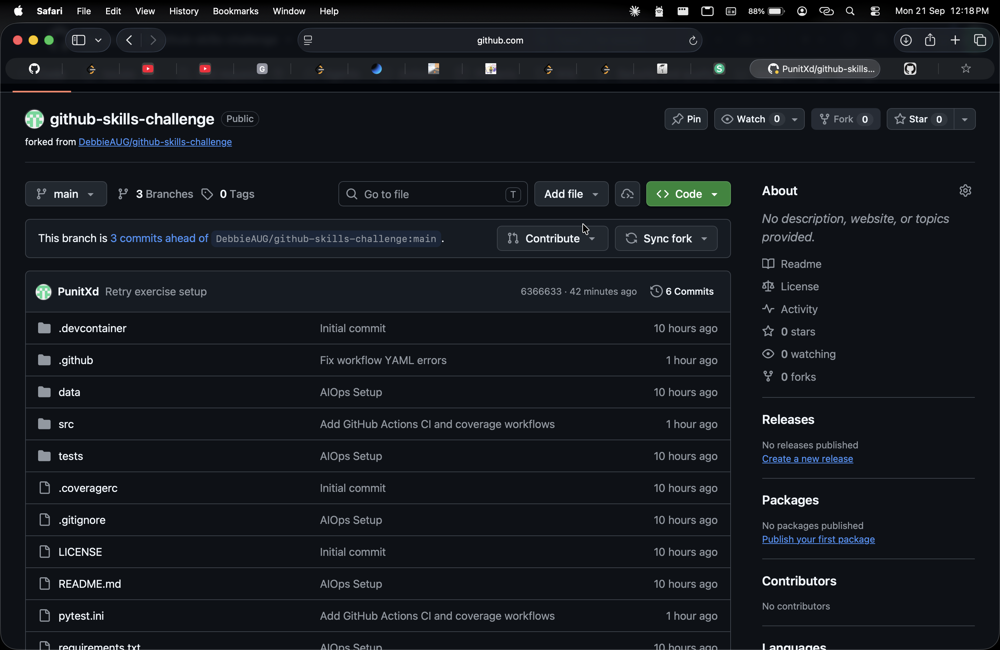 Safari File Edit View History Bookmarks Window Help 88% Mon 21 Sep 12:18 PM
github.com
G S PunitXd/github-skills...
github-skills-challenge Public Pin Watch 0 Fork 0 Star 0
forked from DebbieAUG/github-skills-challenge
main 3 Branches 0 Tags Go to file T Add file Code
About
No description, website, or topics
provided.
This branch is 3 commits ahead of DebbieAUG/github-skills-challenge:main . Contribute Sync fork
Readme
License
Activity
0 stars
0 watching
0 forks
PunitXd Retry exercise setup 6366633 · 42 minutes ago 6 Commits
.devcontainer Initial commit 10 hours ago
.github Fix workflow YAML errors 1 hour ago
data AIOps Setup 10 hours ago
src Add GitHub Actions CI and coverage workflows 1 hour ago
tests AIOps Setup 10 hours ago
.coveragerc Initial commit 10 hours ago
.gitignore AIOps Setup 10 hours ago
LICENSE Initial commit 10 hours ago
README.md AIOps Setup 10 hours ago
pytest.ini Add GitHub Actions CI and coverage workflows 1 hour ago
requirements.txt AIOps Setup 10 hours ago
Releases
No releases published
Create a new release
Packages
No packages published
Publish your first package
Contributors
No contributors
Languages